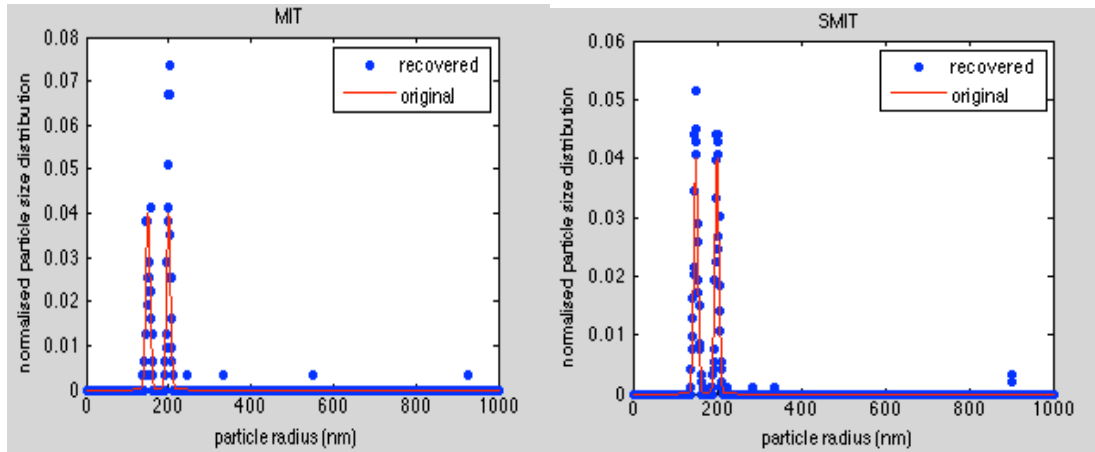 MIT
normalised particle size distribution
0.08
0.07
0.06
0.05
0.04
0.03
0.02
0.01
0
0 200 400 600 800 1000
particle radius (nm)
recovered
original
SMIT
normalised particle size distribution
0.06
0.05
0.04
0.03
0.02
0.01
0
0 200 400 600 800 1000
particle radius (nm)
recovered
original